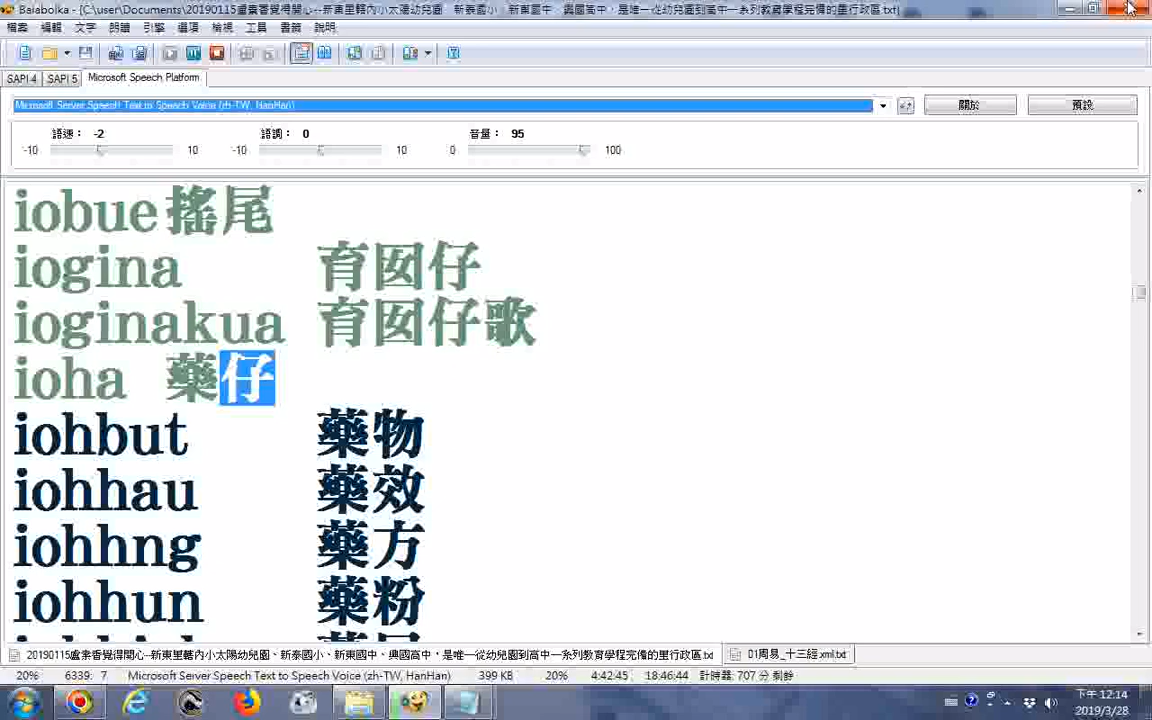 Balabolka - [C:\user\Documents\20190115盧素香覺得開心--新東里轄內小太陽幼兒園、新泰國小、新東國中、興國高中，是唯一從幼兒園到高中一系列教育學程完備的里行政區.txt]
檔案 編輯 文字 朗讀 引擎 選項 檢視 工具 書籤 說明
SAPI 4 SAPI 5 Microsoft Speech Platform
Microsoft Server Speech Text to Speech Voice (zh-TW, HanHan) 關於 預設
語速： -2 語調： 0 音量： 95
-10 10 -10 10 0 100
iobue 搖尾
iogina 育囡仔
ioginakua 育囡仔歌
ioha 藥仔
iohbut 藥物
iohhau 藥效
iohhng 藥方
iohhun 藥粉
20190115盧素香覺得開心--新東里轄內小太陽幼兒園、新泰國小、新東國中、興國高中，是唯一從幼兒園到高中一系列教育學程完備的里行政區.txt 01周易_十三經.xml.txt
20% 6339: 7 Microsoft Server Speech Text to Speech Voice (zh-TW, HanHan) 399 KB 20% 4:42:45 18:46:44 計時器: 707 分 剩餘
下午 12:14
2019/3/28